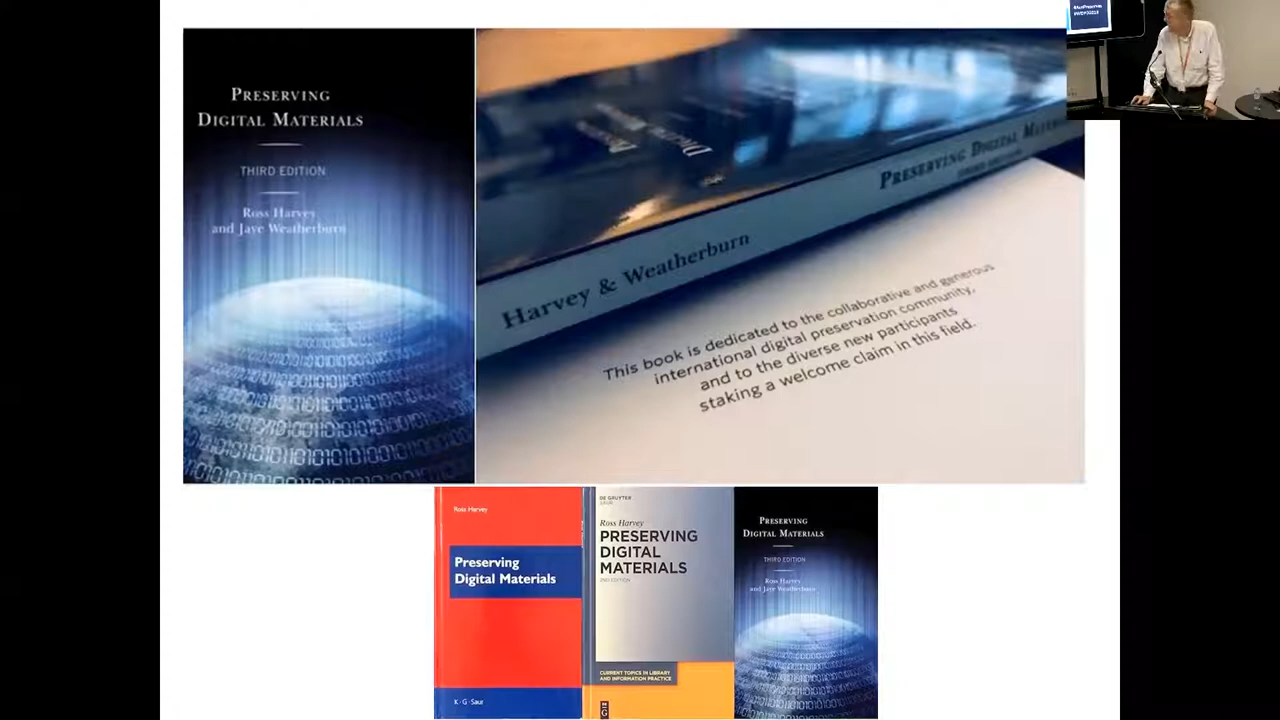 PRESERVING
DIGITAL MATERIALS
THIRD EDITION
Ross Harvey
and Jaye Weatherburn
Harvey & Weatherburn
PRESERVING DIGITAL
This book is dedicated to the collaborative and generous
international digital preservation community,
and to the diverse new participants
staking a welcome claim in this field.
Ross Harvey
Preserving
Digital Materials
K·G·Saur
DE GRUYTER
SAUR
Ross Harvey
PRESERVING
DIGITAL
MATERIALS
2ND EDITION
CURRENT TOPICS IN LIBRARY
AND INFORMATION PRACTICE
DE
G
PRESERVING
DIGITAL MATERIALS
THIRD EDITION
Ross Harvey
and Jaye Weatherburn